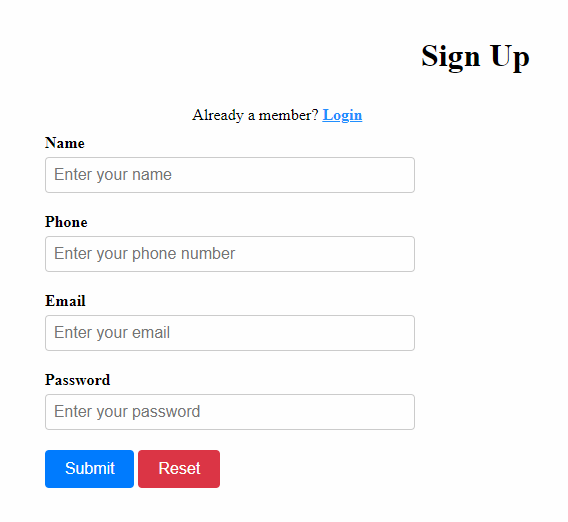 Sign Up
Already a member? Login
Name
Enter your name
Phone
Enter your phone number
Email
Enter your email
Password
Enter your password
Submit Reset